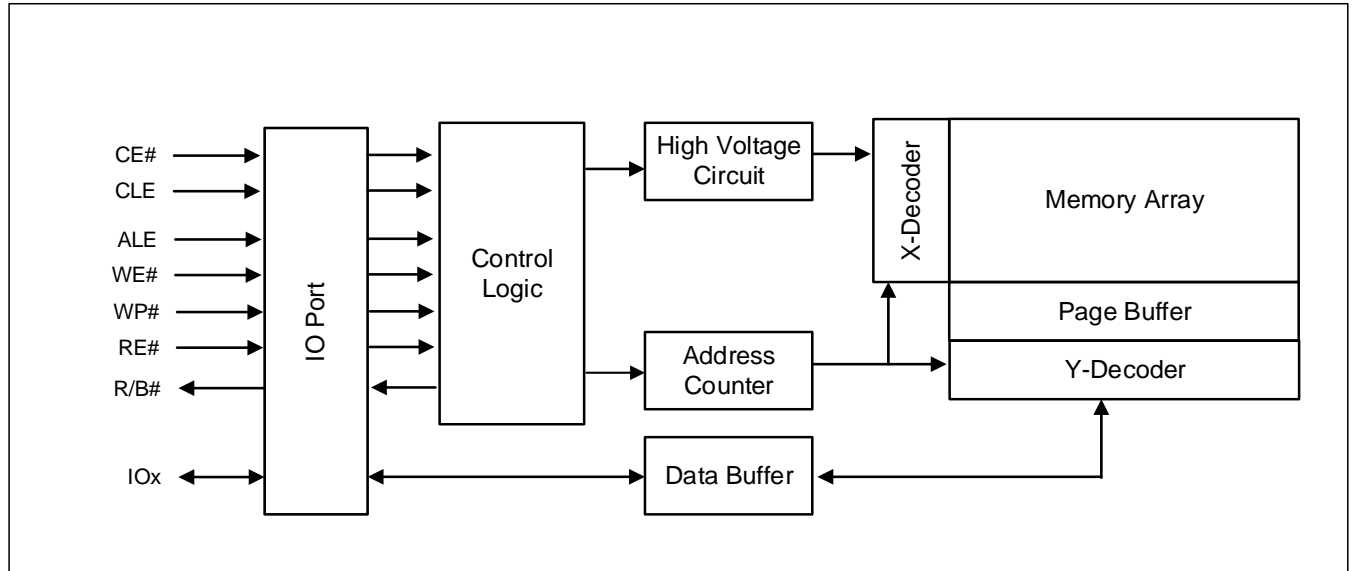 CE#
CLE
ALE
WE#
WP#
RE#
R/B#
IOx
IO Port
Control
Logic
High Voltage
Circuit
Address
Counter
Data Buffer
X-Decoder
Memory Array
Page Buffer
Y-Decoder